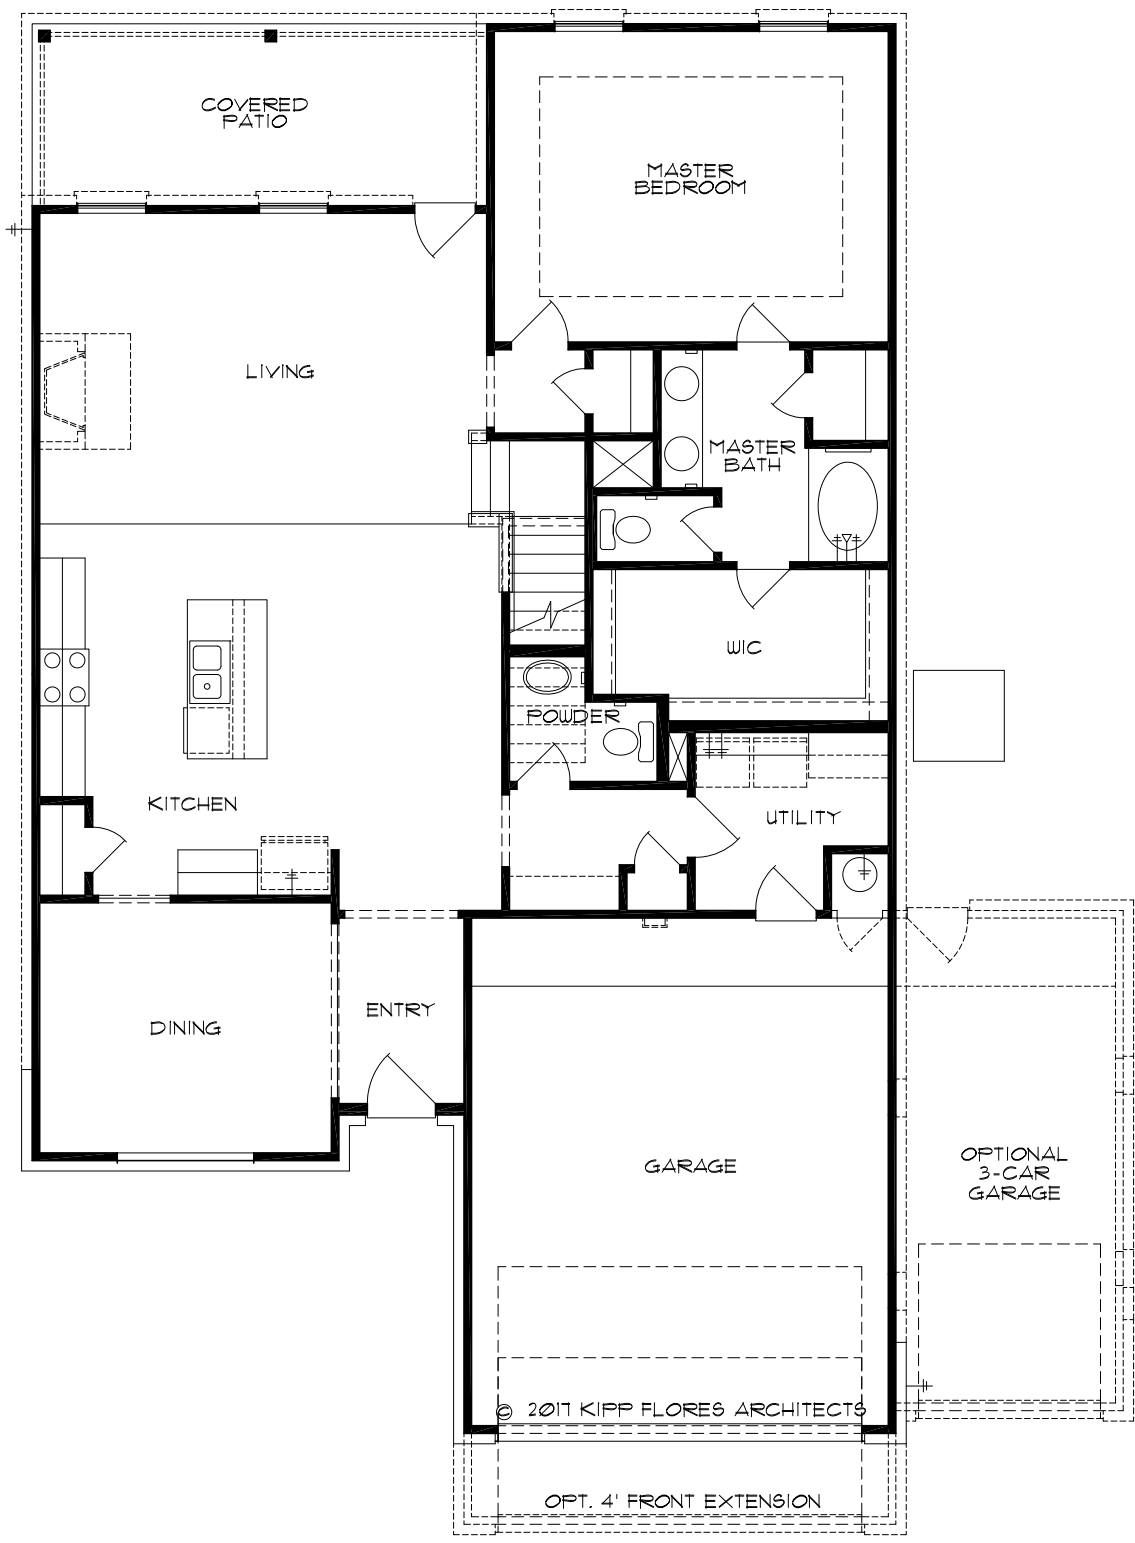 COVERED
PATIO
MASTER
BEDROOM
LIVING
MASTER
BATH
WIC
POWDER
KITCHEN
UTILITY
ENTRY
DINING
GARAGE
OPTIONAL
3-CAR
GARAGE
© 2017 KIPP FLORES ARCHITECTS
OPT. 4' FRONT EXTENSION